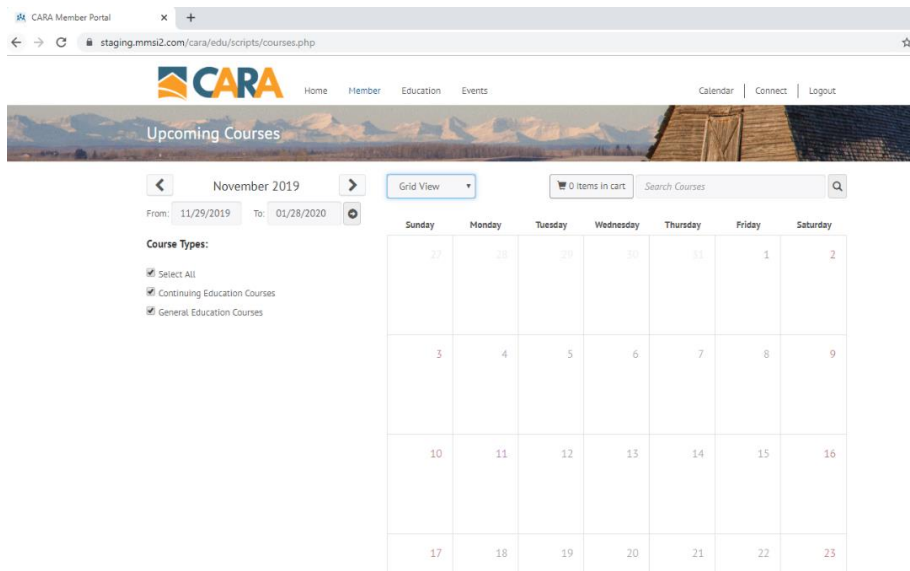 CARA Member Portal
staging.mmsi2.com/cara/edu/scripts/courses.php
CARA
Home Member Education Events Calendar Connect Logout
Upcoming Courses
November 2019
From: 11/29/2019 To: 01/28/2020
Course Types:
Select All
Continuing Education Courses
General Education Courses
Grid View 0 Items in cart Search Courses
Sunday Monday Tuesday Wednesday Thursday Friday Saturday
27 28 29 30 31 1 2
3 4 5 6 7 8 9
10 11 12 13 14 15 16
17 18 19 20 21 22 23